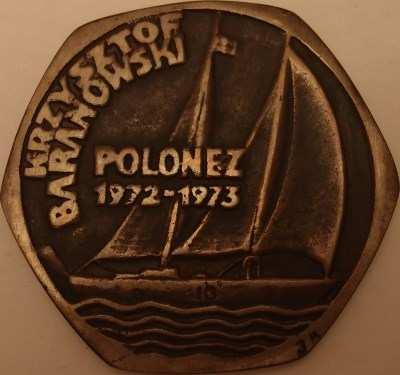 KRZYSZTOF
BARANOWSKI
POLONEZ
1972-1973